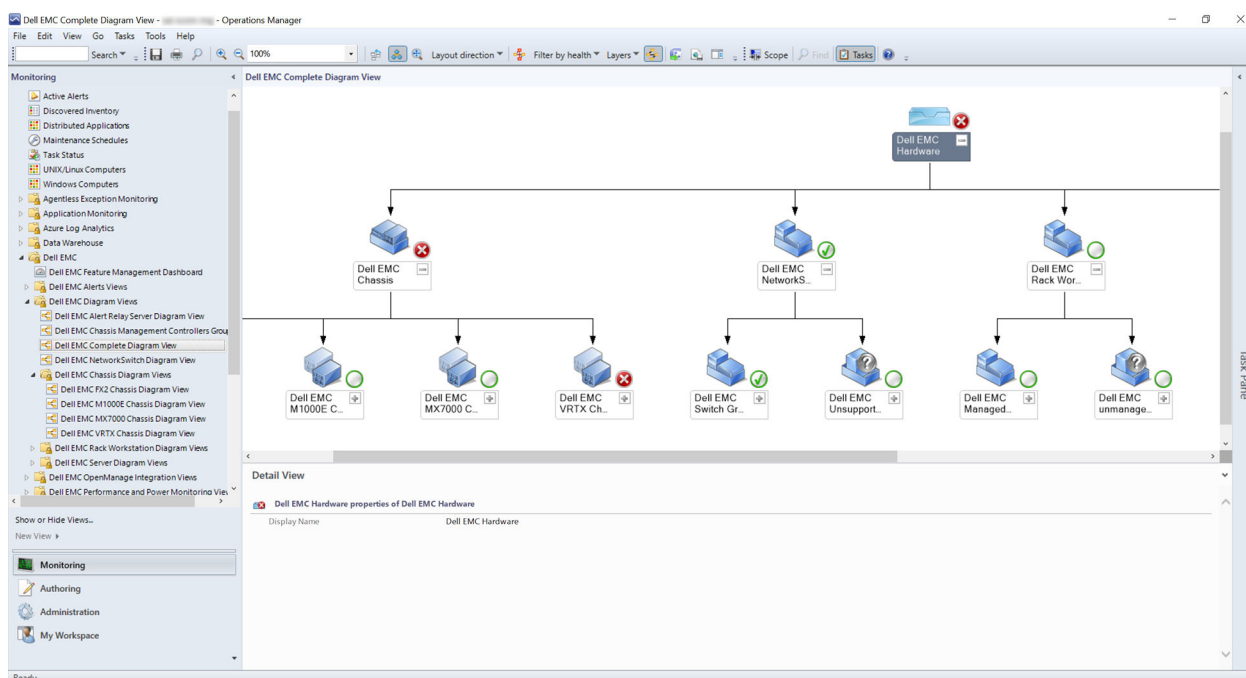 Dell EMC Complete Diagram View - - Operations Manager
File Edit View Go Tasks Tools Help
Search 100% Layout direction Filter by health Layers Scope Find Tasks
Monitoring
Active Alerts
Discovered Inventory
Distributed Applications
Maintenance Schedules
Task Status
UNIX/Linux Computers
Windows Computers
Agentless Exception Monitoring
Application Monitoring
Azure Log Analytics
Data Warehouse
Dell EMC
Dell EMC Feature Management Dashboard
Dell EMC Alerts Views
Dell EMC Diagram Views
Dell EMC Alert Relay Server Diagram View
Dell EMC Chassis Management Controllers Grou
Dell EMC Complete Diagram View
Dell EMC NetworkSwitch Diagram View
Dell EMC Chassis Diagram Views
Dell EMC FX2 Chassis Diagram View
Dell EMC M1000E Chassis Diagram View
Dell EMC MX7000 Chassis Diagram View
Dell EMC VRTX Chassis Diagram View
Dell EMC Rack Workstation Diagram Views
Dell EMC Server Diagram Views
Dell EMC OpenManage Integration Views
Dell EMC Performance and Power Monitoring Vie
Show or Hide Views...
New View
Monitoring
Authoring
Administration
My Workspace
Ready
Dell EMC Complete Diagram View
Dell EMC
Hardware
Dell EMC
Chassis
Dell EMC
NetworkS...
Dell EMC
Rack Wor...
Dell EMC
M1000E C...
Dell EMC
MX7000 C...
Dell EMC
VRTX Ch...
Dell EMC
Switch Gr...
Dell EMC
Unsupport...
Dell EMC
Managed...
Dell EMC
unmanage...
Detail View
Dell EMC Hardware properties of Dell EMC Hardware
Display Name Dell EMC Hardware
Task Pane